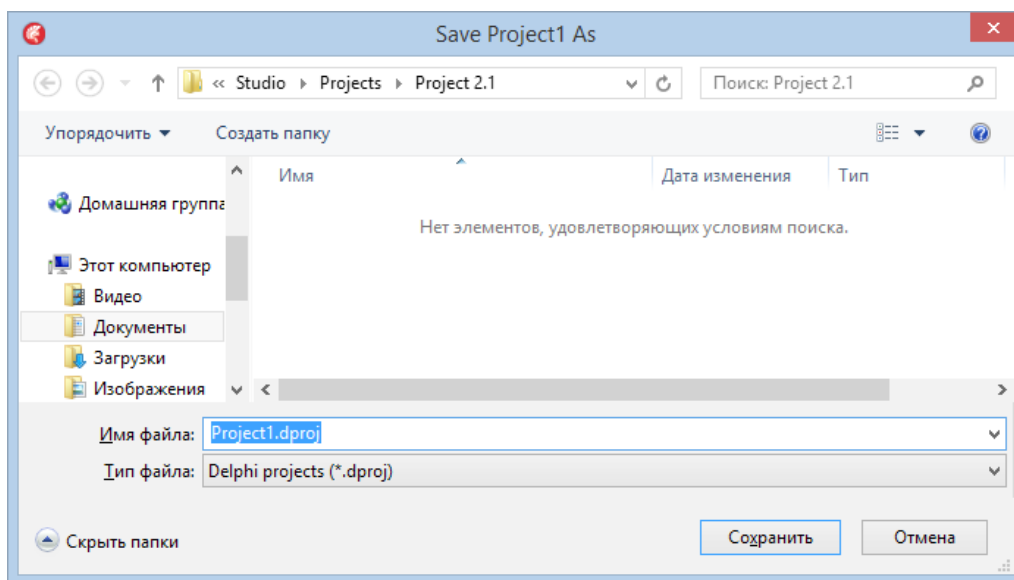 Save Project1 As
« Studio Projects Project 2.1
Поиск: Project 2.1
Упорядочить Создать папку
Имя Дата изменения Тип
Домашняя группа
Нет элементов, удовлетворяющих условиям поиска.
Этот компьютер
Видео
Документы
Загрузки
Изображения
Имя файла: Project1.dproj
Тип файла: Delphi projects (*.dproj)
Скрыть папки
Сохранить Отмена